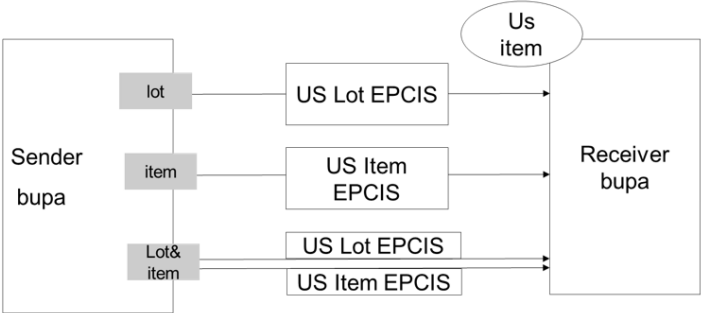 Us
item
lot
US Lot EPCIS
Sender
bupa
item
US Item
EPCIS
Receiver
bupa
Lot&
item
US Lot EPCIS
US Item EPCIS